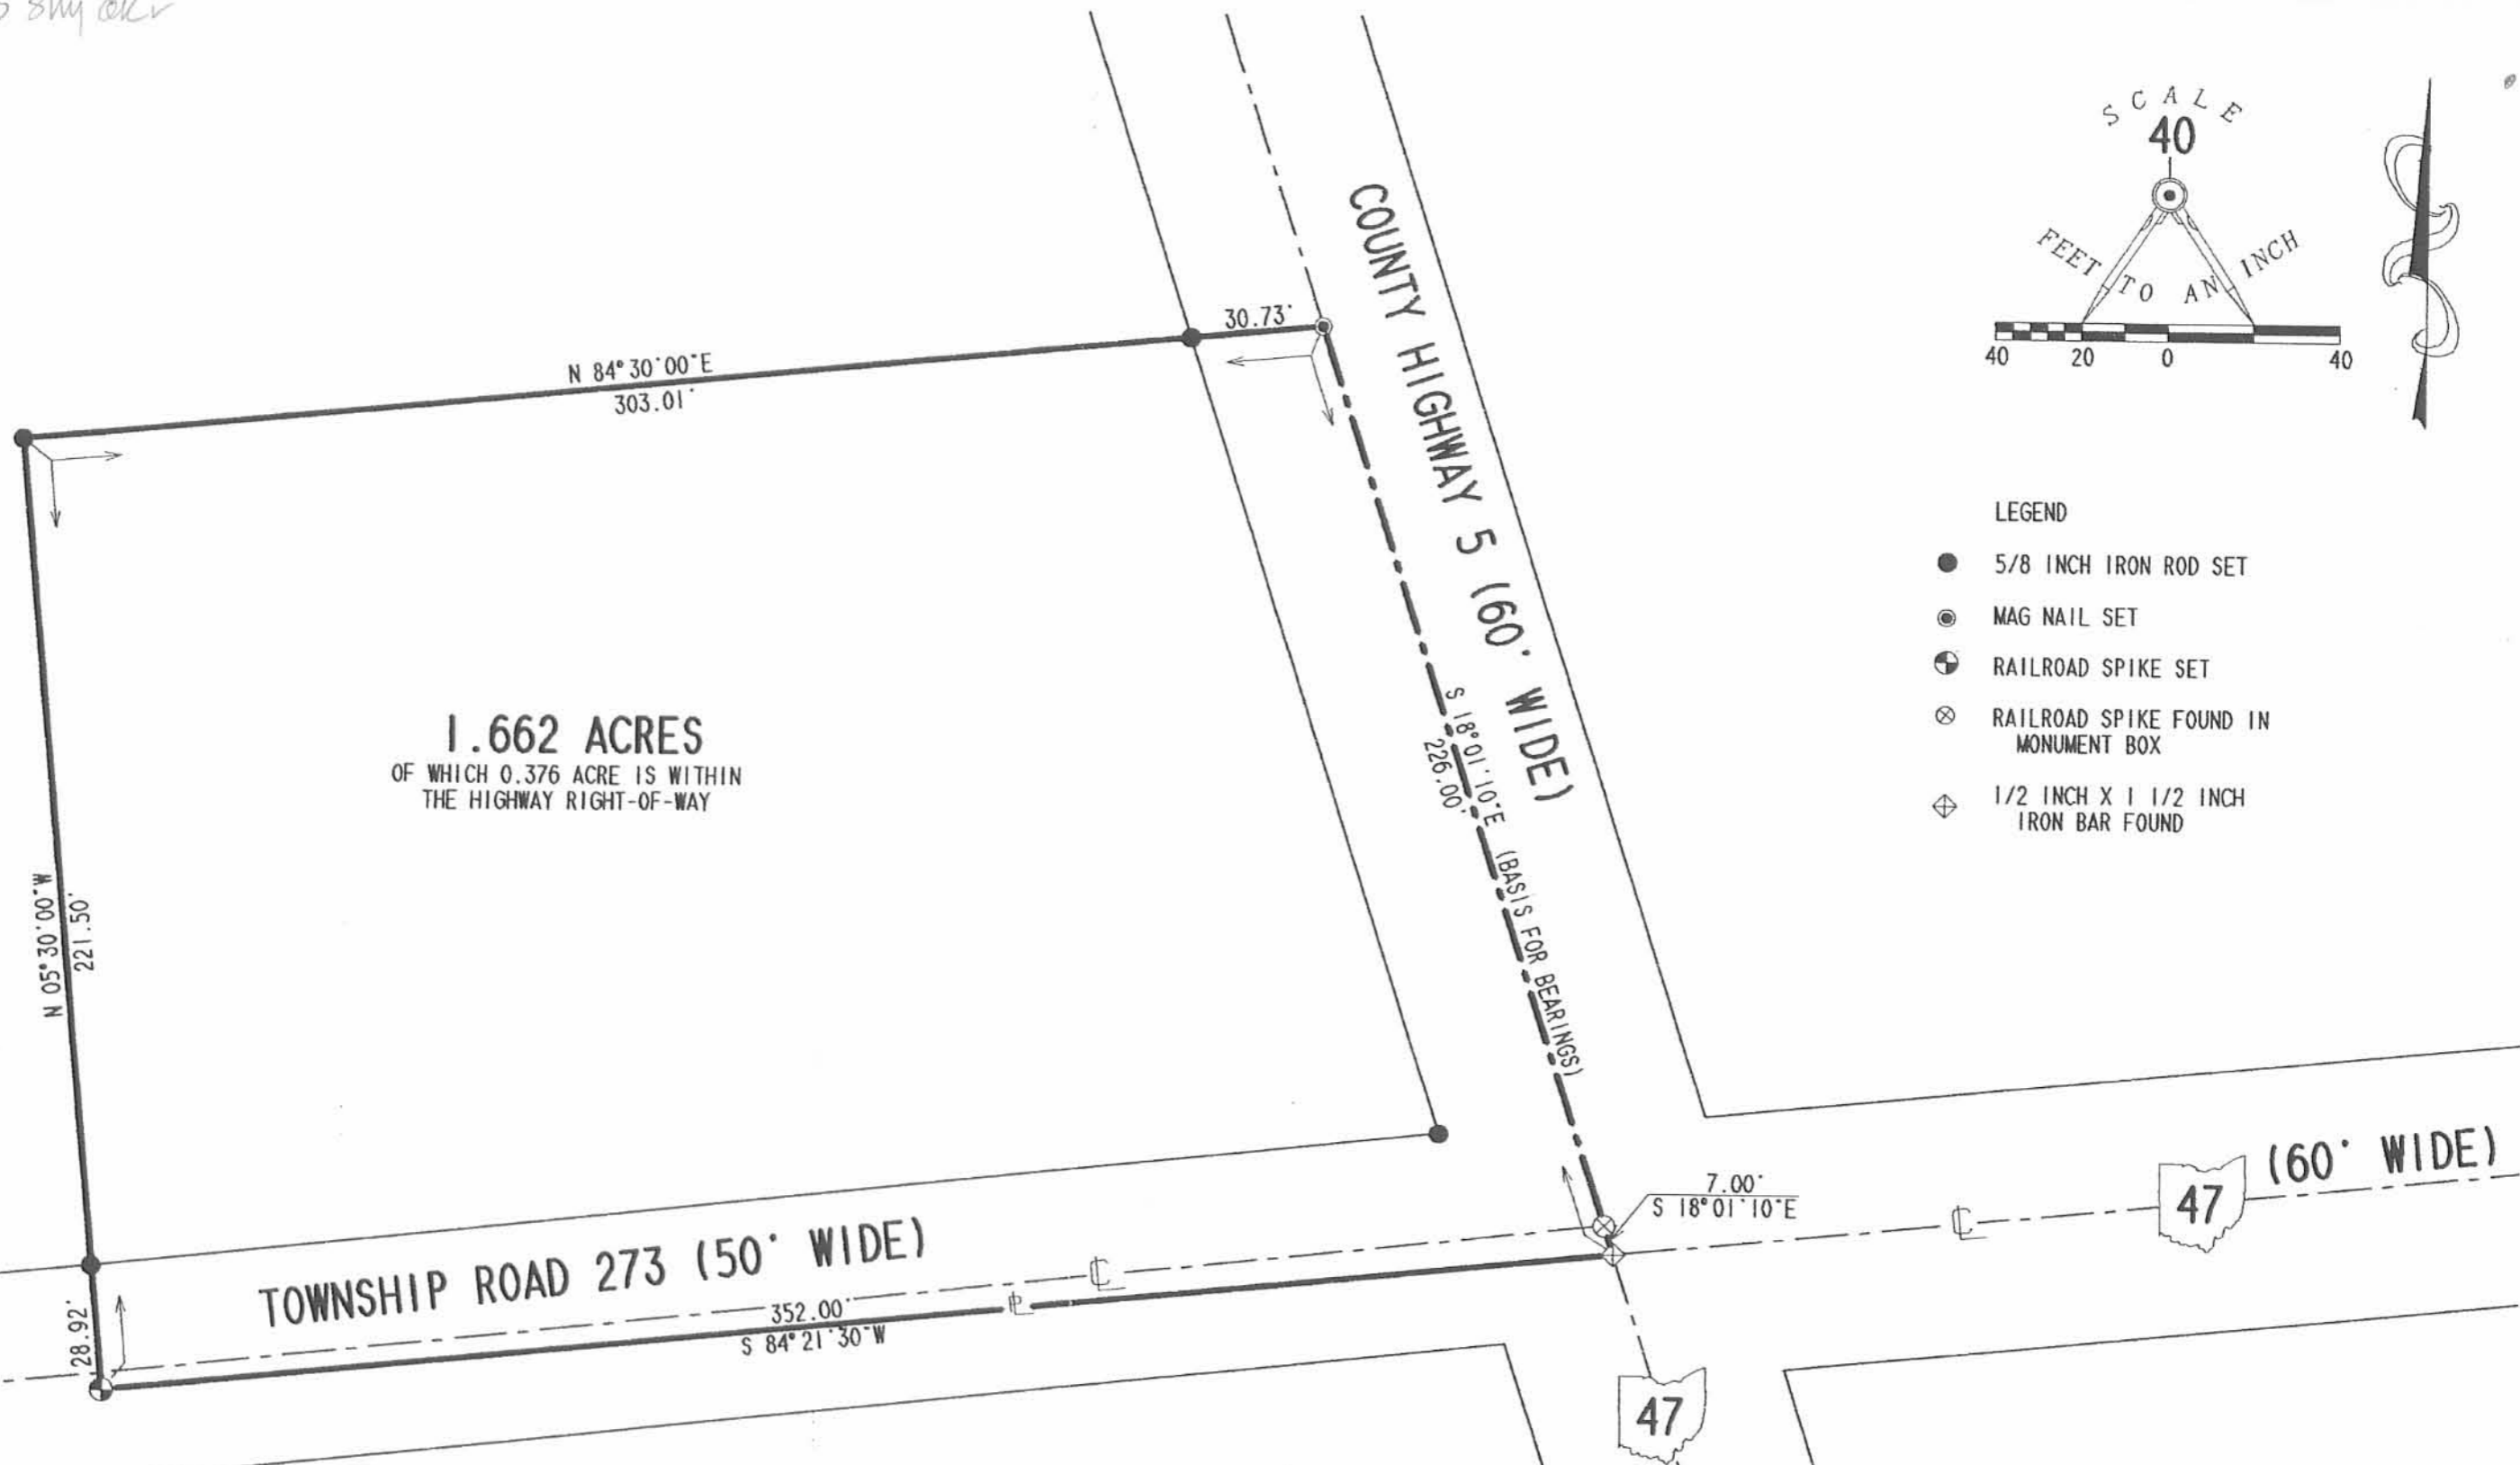 SCALE
40
FEET TO AN INCH
40 20 0 40
COUNTY HIGHWAY 5 (60' WIDE)
30.73'
N 84°30'00"E
303.01'
LEGEND
5/8 INCH IRON ROD SET
MAG NAIL SET
RAILROAD SPIKE SET
RAILROAD SPIKE FOUND IN
MONUMENT BOX
1/2 INCH X 1 1/2 INCH
IRON BAR FOUND
1.662 ACRES
OF WHICH 0.376 ACRE IS WITHIN
THE HIGHWAY RIGHT-OF-WAY
S 18°01'10"E (BASIS FOR BEARINGS)
226.00'
N 05°30'00"W
221.50'
7.00'
S 18°01'10"E
47 (60' WIDE)
TOWNSHIP ROAD 273 (50' WIDE)
28.92'
352.00'
S 84°21'30"W
47